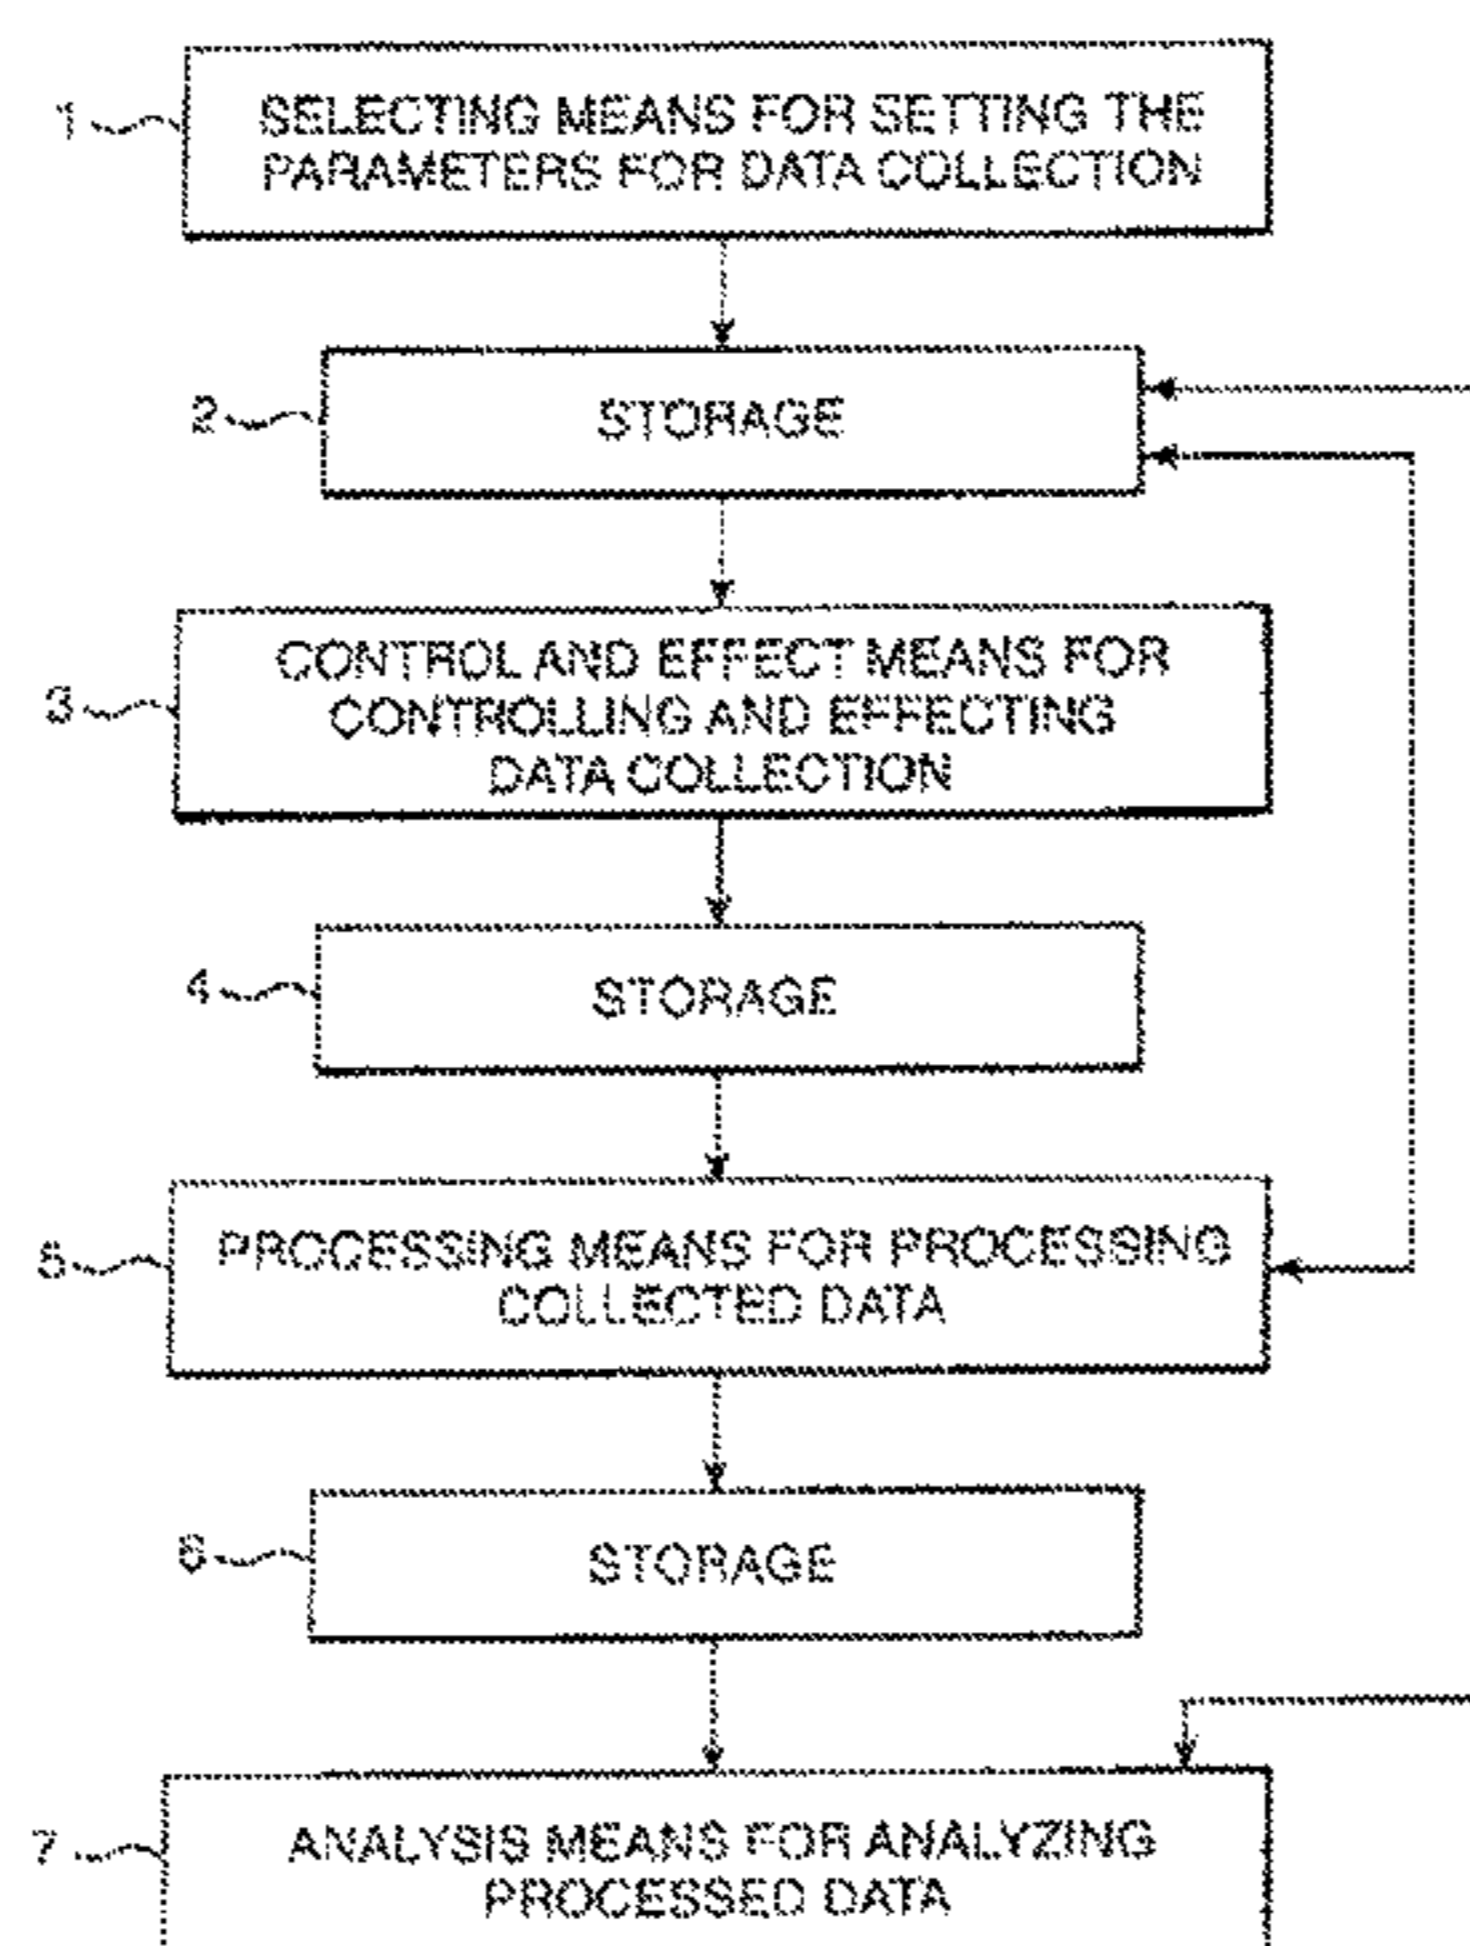 1
SELECTING MEANS FOR SETTING THE
PARAMETERS FOR DATA COLLECTION
2
STORAGE
3
CONTROL AND EFFECT MEANS FOR
CONTROLLING AND EFFECTING
DATA COLLECTION
4
STORAGE
5
PROCESSING MEANS FOR PROCESSING
COLLECTED DATA
6
STORAGE
7
ANALYSIS MEANS FOR ANALYZING
PROCESSED DATA